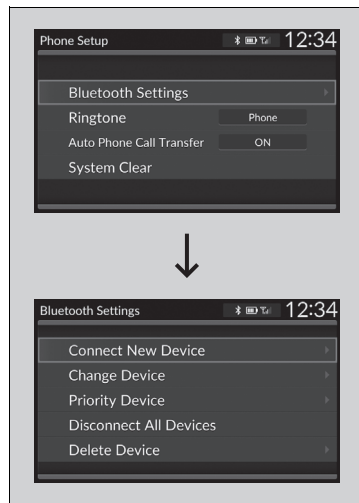 Phone Setup 12:34
Bluetooth Settings
Ringtone Phone
Auto Phone Call Transfer ON
System Clear
Bluetooth Settings 12:34
Connect New Device
Change Device
Priority Device
Disconnect All Devices
Delete Device